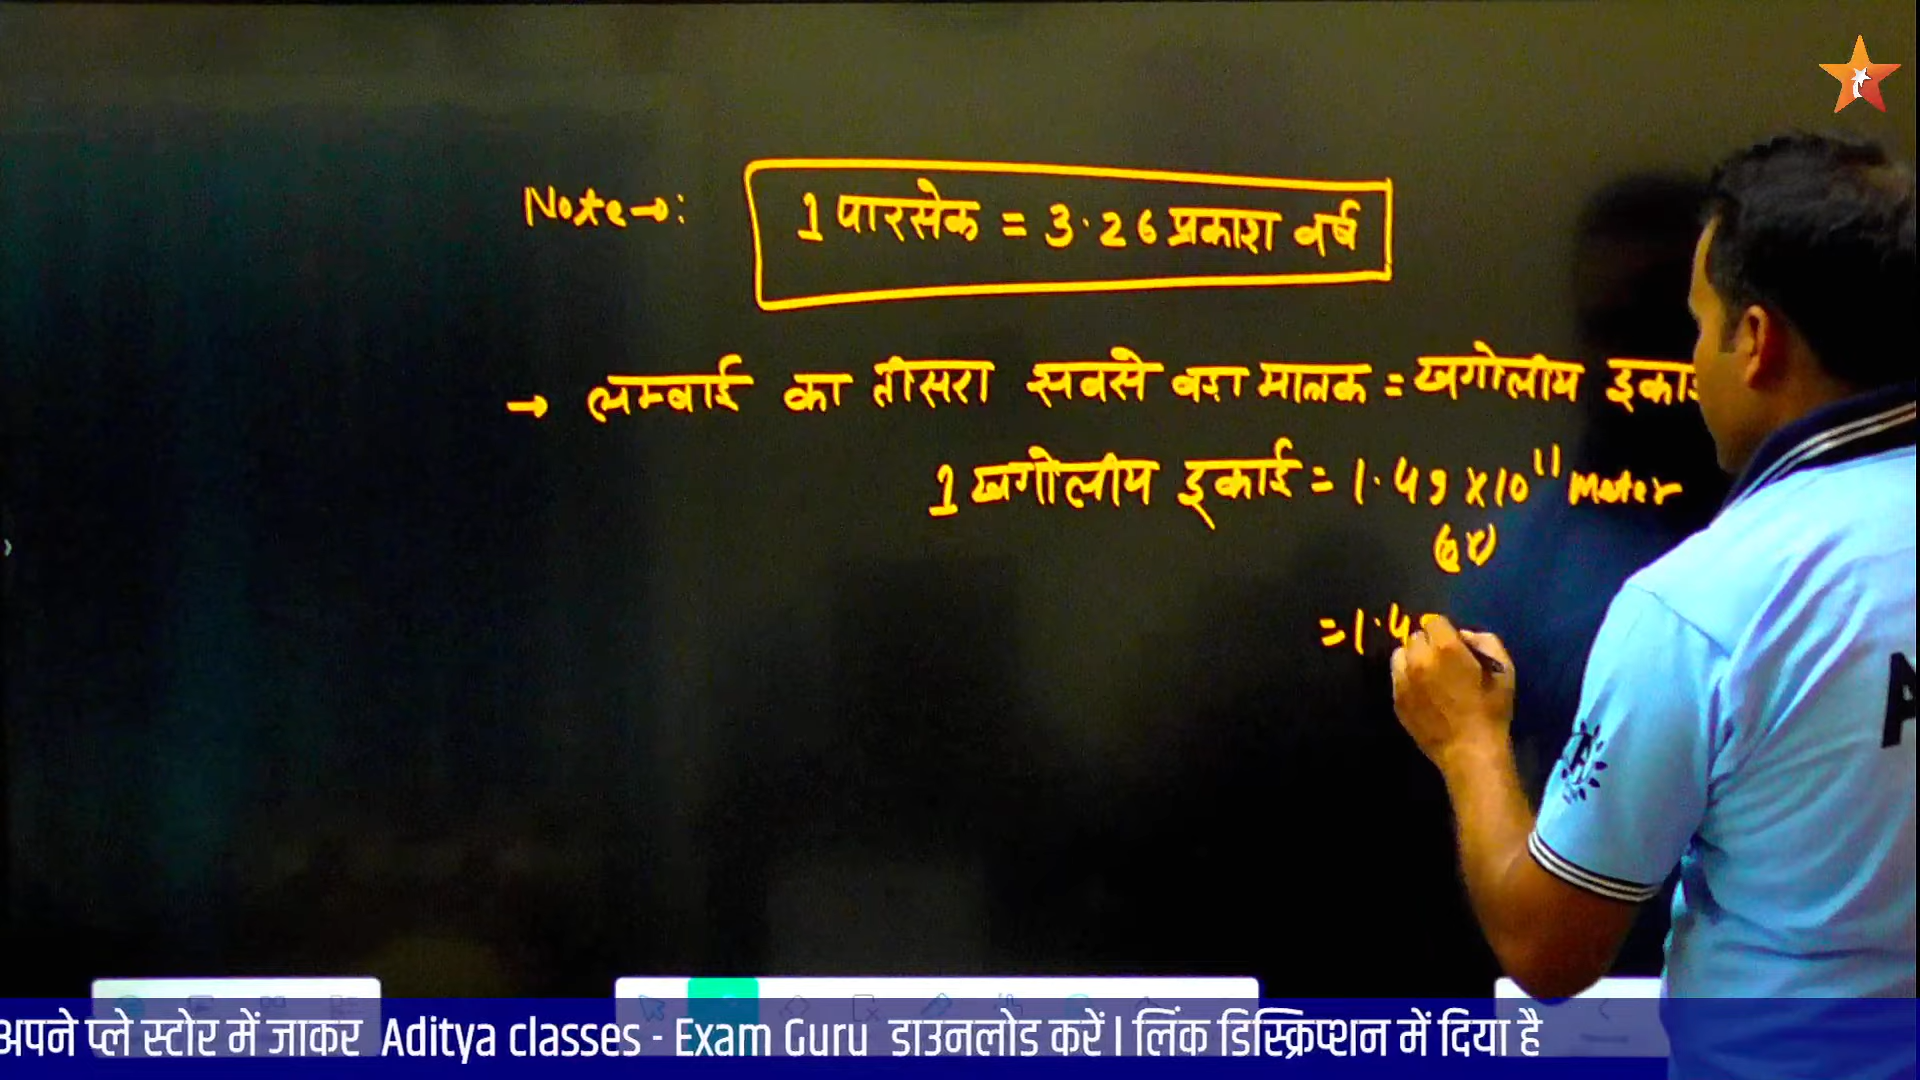 Note→:
1 पारसेक = 3.26 प्रकाश वर्ष
→ लम्बाई का तीसरा सबसे बड़ा मात्रक = खगोलीय इकाई
1 खगोलीय इकाई = 1.49 × 10¹¹ Meter
= 1.4
अपने प्ले स्टोर में जाकर Aditya classes - Exam Guru डाउनलोड करें । लिंक डिस्क्रिप्शन में दिया है
A